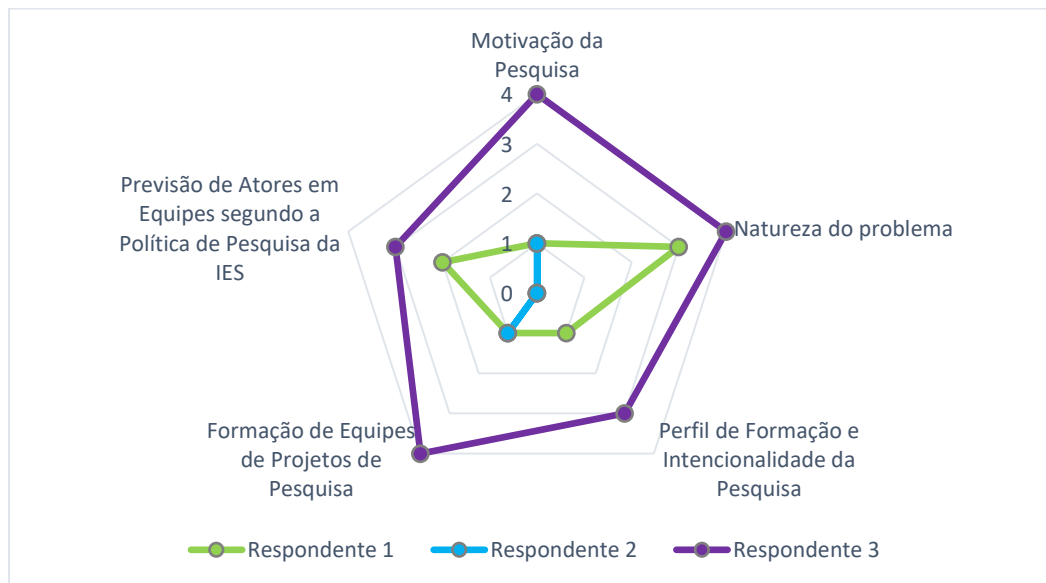 Motivação da
Pesquisa
4
3
2
1
0
Natureza do problema
Perfil de Formação e
Intencionalidade da
Pesquisa
Formação de Equipes
de Projetos de
Pesquisa
Previsão de Atores em
Equipes segundo a
Política de Pesquisa da
IES
Respondente 1
Respondente 2
Respondente 3